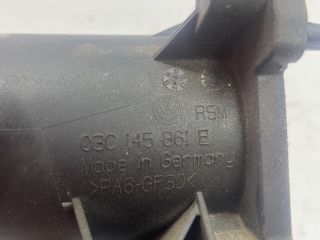 RSM
03C 145 861 E
Made in Germany
>PA6-GF30<